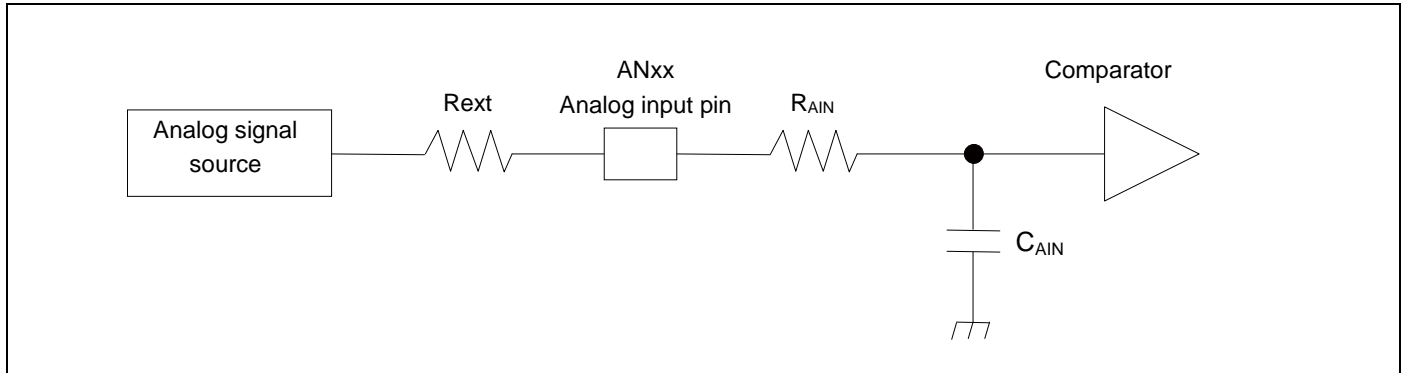 ANxx
Comparator
Rext
Analog input pin
RAIN
Analog signal
source
CAIN